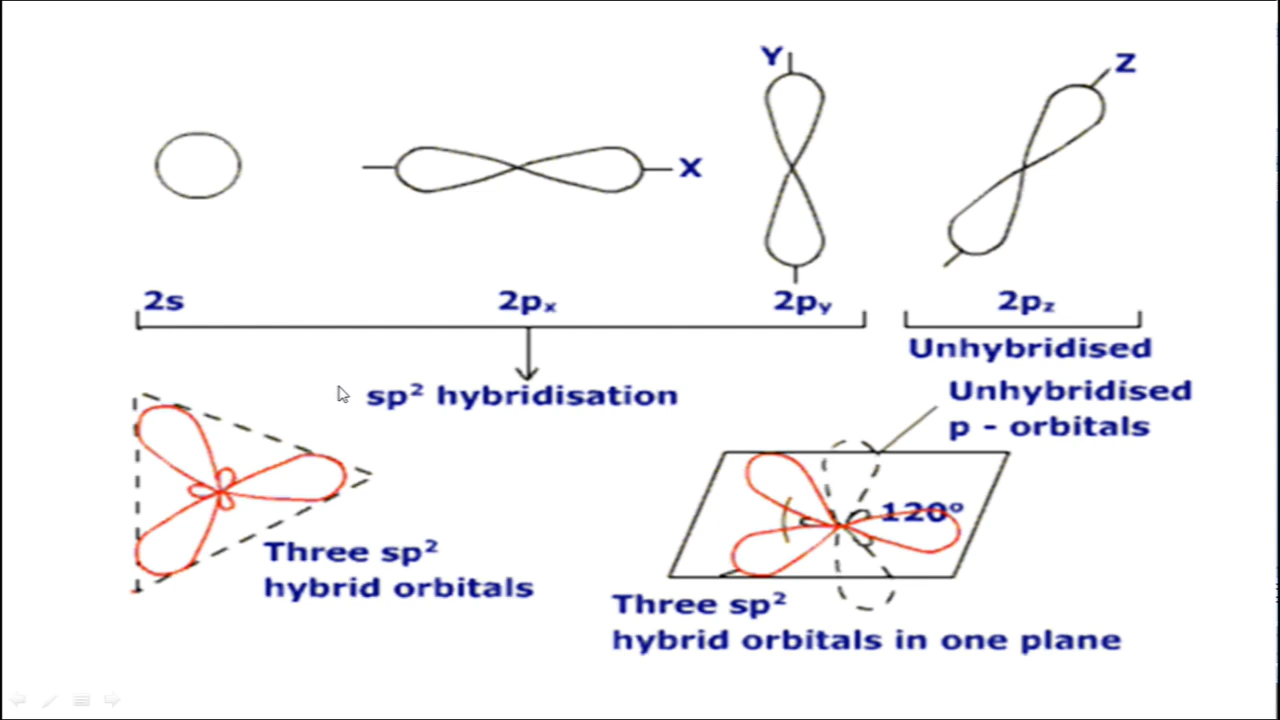 Y
Z
X
2s
2pₓ
2pᵧ
2p_z
Unhybridised
sp² hybridisation
Unhybridised
p - orbitals
120°
Three sp²
hybrid orbitals
Three sp²
hybrid orbitals in one plane